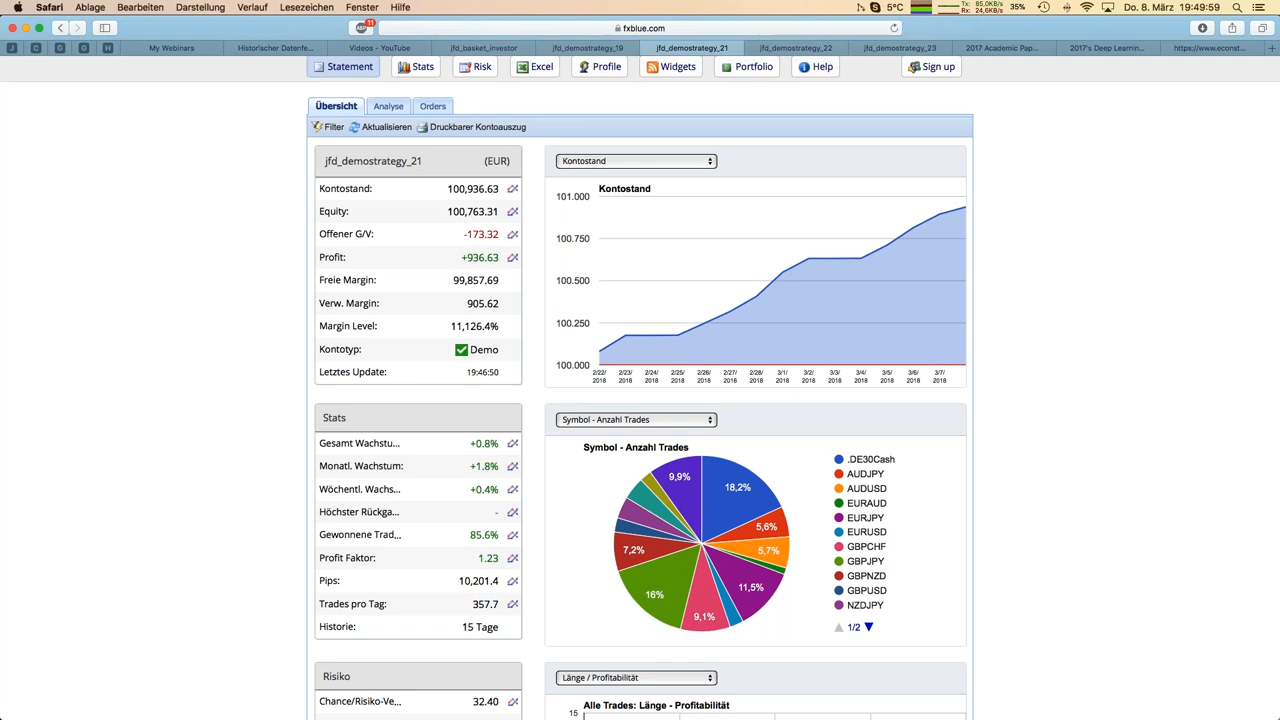 Safari Ablage Bearbeiten Darstellung Verlauf Lesezeichen Fenster Hilfe 5°C Tx: 85,0KB/s Rx: 24,6KB/s 35% Do. 8. März 19:49:59
ABP 11 fxblue.com
J C G G H My Webinars Historischer Datenfe... Videos - YouTube jfd_basket_investor jfd_demostrategy_19 jfd_demostrategy_21 jfd_demostrategy_22 jfd_demostrategy_23 2017 Academic Pap... 2017's Deep Learnin... https://www.econst... +
Statement Stats Risk Excel Profile Widgets Portfolio Help Sign up
Übersicht Analyse Orders
Filter Aktualisieren Druckbarer Kontoauszug
jfd_demostrategy_21 (EUR)
Kontostand: 100,936.63
Equity: 100,763.31
Offener G/V: -173.32
Profit: +936.63
Freie Margin: 99,857.69
Verw. Margin: 905.62
Margin Level: 11,126.4%
Kontotyp: Demo
Letztes Update: 19:46:50
Kontostand
Kontostand
101.000
100.750
100.500
100.250
100.000
2/22/ 2/23/ 2/24/ 2/25/ 2/26/ 2/27/ 2/28/ 3/1/ 3/2/ 3/3/ 3/4/ 3/5/ 3/6/ 3/7/
2018 2018 2018 2018 2018 2018 2018 2018 2018 2018 2018 2018 2018 2018
Stats
Gesamt Wachstu... +0.8%
Monatl. Wachstum: +1.8%
Wöchentl. Wachs... +0.4%
Höchster Rückga... -
Gewonnene Trad... 85.6%
Profit Faktor: 1.23
Pips: 10,201.4
Trades pro Tag: 357.7
Historie: 15 Tage
Symbol - Anzahl Trades
Symbol - Anzahl Trades
9,9%
18,2%
5,6%
5,7%
7,2%
11,5%
16%
9,1%
.DE30Cash
AUDJPY
AUDUSD
EURAUD
EURJPY
EURUSD
GBPCHF
GBPJPY
GBPNZD
GBPUSD
NZDJPY
1/2
Risiko
Chance/Risiko-Ve... 32.40
Länge / Profitabilität
Alle Trades: Länge - Profitabilität
15